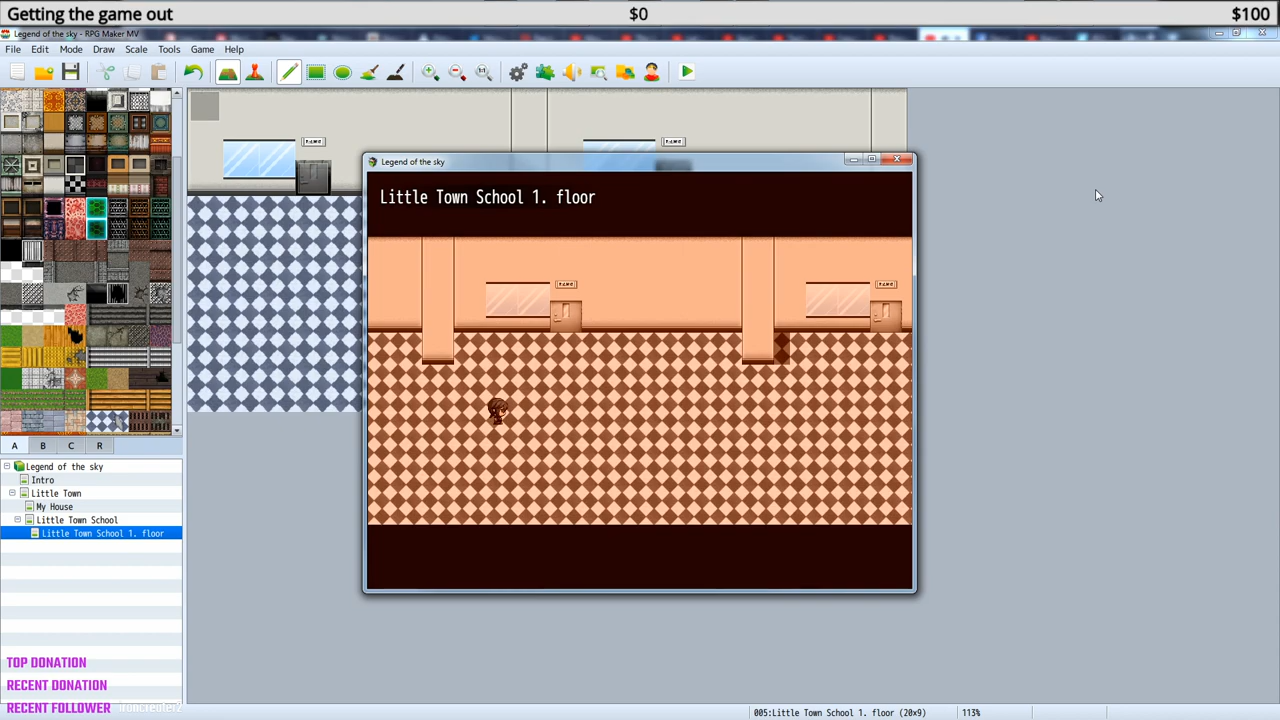 Getting the game out $0 $100
Legend of the sky - RPG Maker MV
File Edit Mode Draw Scale Tools Game Help
Legend of the sky
Little Town School 1. floor
A B C R
Legend of the sky
Intro
Little Town
My House
Little Town School
Little Town School 1. floor
TOP DONATION
RECENT DONATION
RECENT FOLLOWER
005:Little Town School 1. floor (20x9) 113%